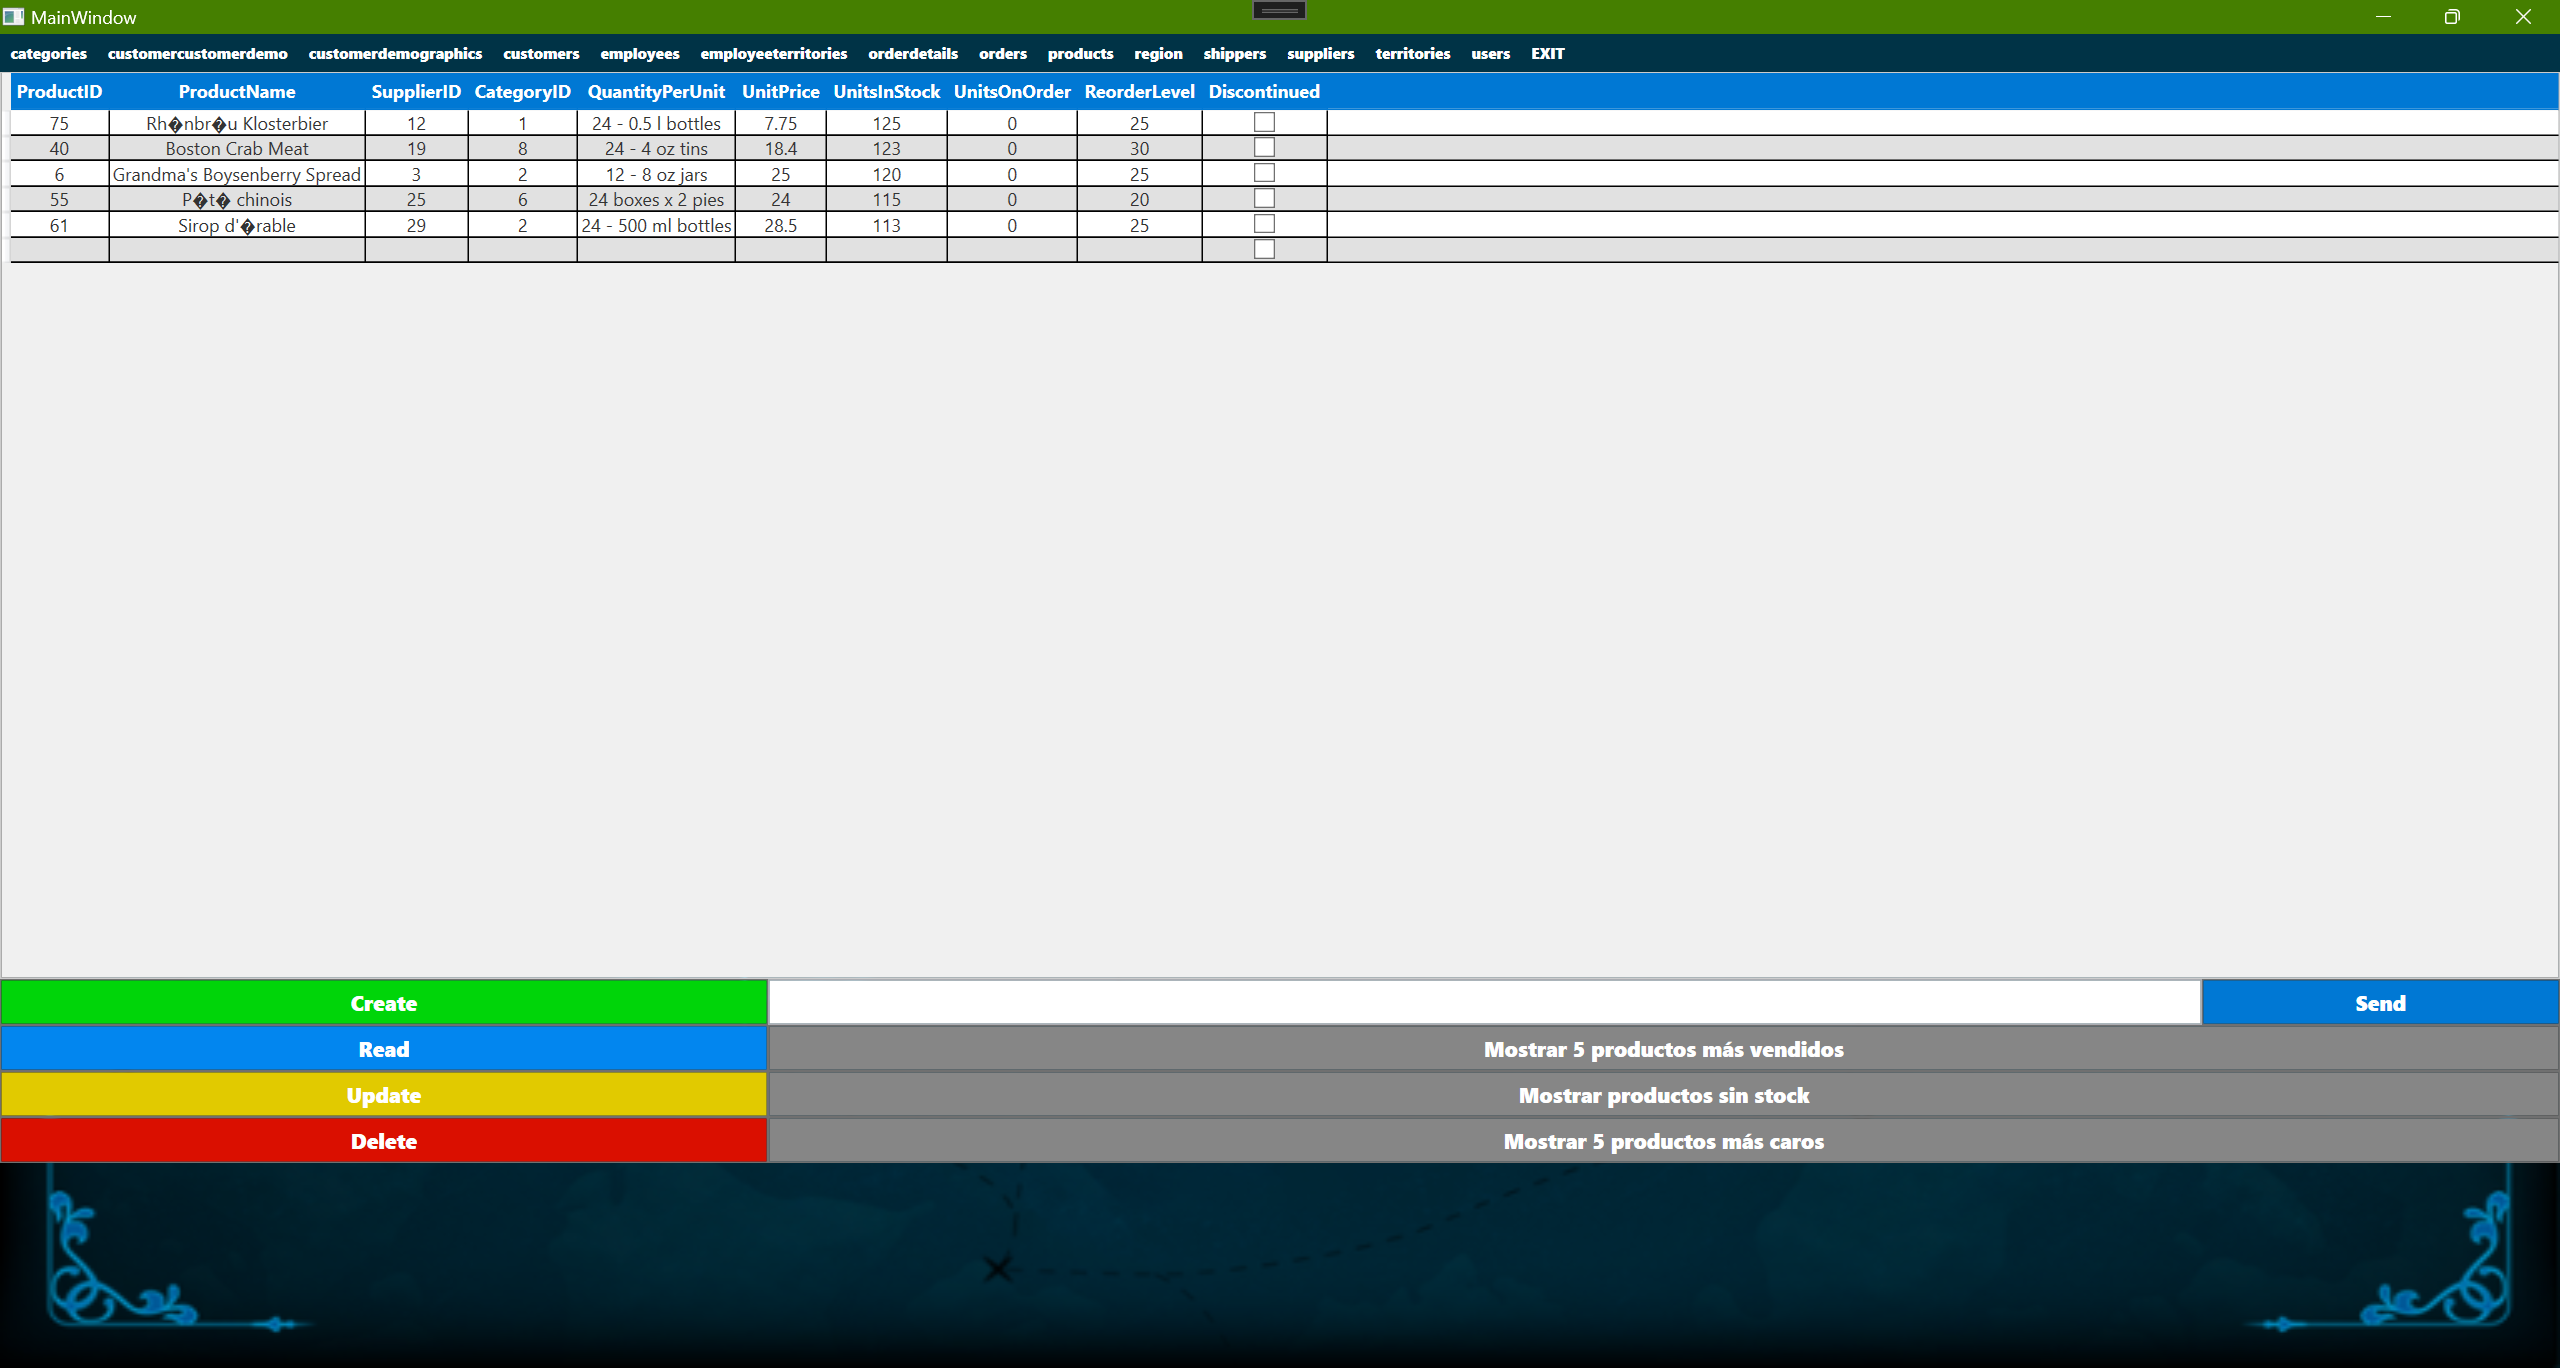 MainWindow
categories customercustomerdemo customerdemographics customers employees employeeterritories orderdetails orders products region shippers suppliers territories users EXIT
ProductID ProductName SupplierID CategoryID QuantityPerUnit UnitPrice UnitsInStock UnitsOnOrder ReorderLevel Discontinued
75 Rh�nbr�u Klosterbier 12 1 24 - 0.5 l bottles 7.75 125 0 25
40 Boston Crab Meat 19 8 24 - 4 oz tins 18.4 123 0 30
6 Grandma's Boysenberry Spread 3 2 12 - 8 oz jars 25 120 0 25
55 P�t� chinois 25 6 24 boxes x 2 pies 24 115 0 20
61 Sirop d'�rable 29 2 24 - 500 ml bottles 28.5 113 0 25
Create Send
Read Mostrar 5 productos más vendidos
Update Mostrar productos sin stock
Delete Mostrar 5 productos más caros